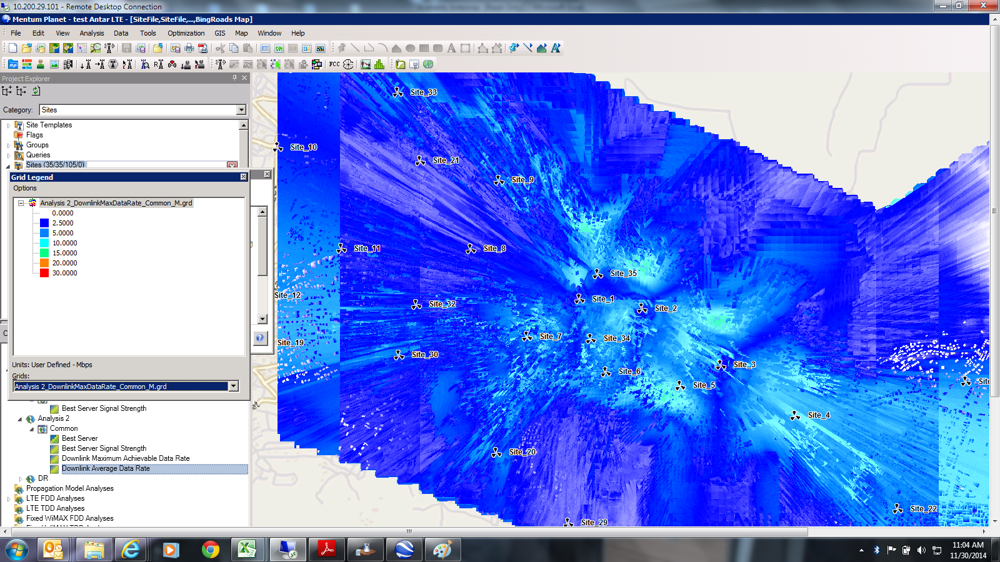 10.200.29.101 - Remote Desktop Connection
Mentum Planet - test Antar LTE - [SiteFile,SiteFile,...,BingRoads Map]
File Edit View Analysis Data Tools Optimization GIS Map Window Help
FCC
Project Explorer
Category: Sites
Site Templates
Flags
Groups
Queries
Sites (35/35/105/0)
Grid Legend
Options
Analysis 2_DownlinkMaxDataRate_Common_M.grd
0.0000
2.5000
5.0000
10.0000
15.0000
20.0000
30.0000
Units: User Defined - Mbps
Grids:
Analysis 2_DownlinkMaxDataRate_Common_M.grd
Best Server Signal Strength
Analysis 2
Common
Best Server
Best Server Signal Strength
Downlink Maximum Achievable Data Rate
Downlink Average Data Rate
DR
Propagation Model Analyses
LTE FDD Analyses
LTE TDD Analyses
Fixed WiMAX FDD Analyses
Site_33
Site_10
Site_21
Site_9
Site_11
Site_8
Site_35
Site_12
Site_1
Site_32
Site_2
Site_7
Site_34
Site_19
Site_30
Site_3
Site_6
Site_5
Site_4
Site_20
Site_22
Site_29
11:04 AM
11/30/2014